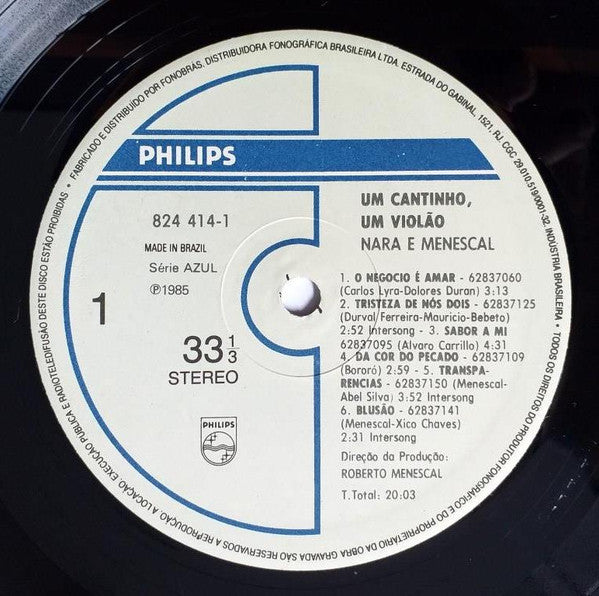 FABRICADO E DISTRIBUÍDO POR FONOBRÁS. DISTRIBUIDORA FONOGRÁFICA BRASILEIRA LTDA. ESTRADA DO GABINAL, 1521, RJ. CGC 29.010.519/0001-32. INDÚSTRIA BRASILEIRA • TODOS OS DIREITOS DO PRODUTOR FONOGRÁFICO E DO PROPRIETÁRIO DA OBRA GRAVADA SÃO RESERVADOS A REPRODUÇÃO, A LOCAÇÃO, EXECUÇÃO PÚBLICA E RADIOTELEDIFUSÃO DESTE DISCO ESTÃO PROIBIDAS •
PHILIPS
UM CANTINHO,
UM VIOLÃO
NARA E MENESCAL
824 414-1
MADE IN BRAZIL
Série AZUL
℗1985
1
33 1/3
STEREO
PHILIPS
1. O NEGOCIO É AMAR - 62837060
(Carlos Lyra-Dolores Duran) 3:13
2. TRISTEZA DE NÓS DOIS - 62837125
(Durval Ferreira-Mauricio-Bebeto)
2:52 Intersong - 3. SABOR A MI
62837095 (Alvaro Carrillo) 4:31
4. DA COR DO PECADO - 62837109
(Bororó) 2:59 - 5. TRANSPA-
RENCIAS - 62837150 (Menescal-
Abel Silva) 3:52 Intersong
6. BLUSÃO - 62837141
(Menescal-Xico Chaves)
2:31 Intersong
Direção da Produção:
ROBERTO MENESCAL
T.Total: 20:03